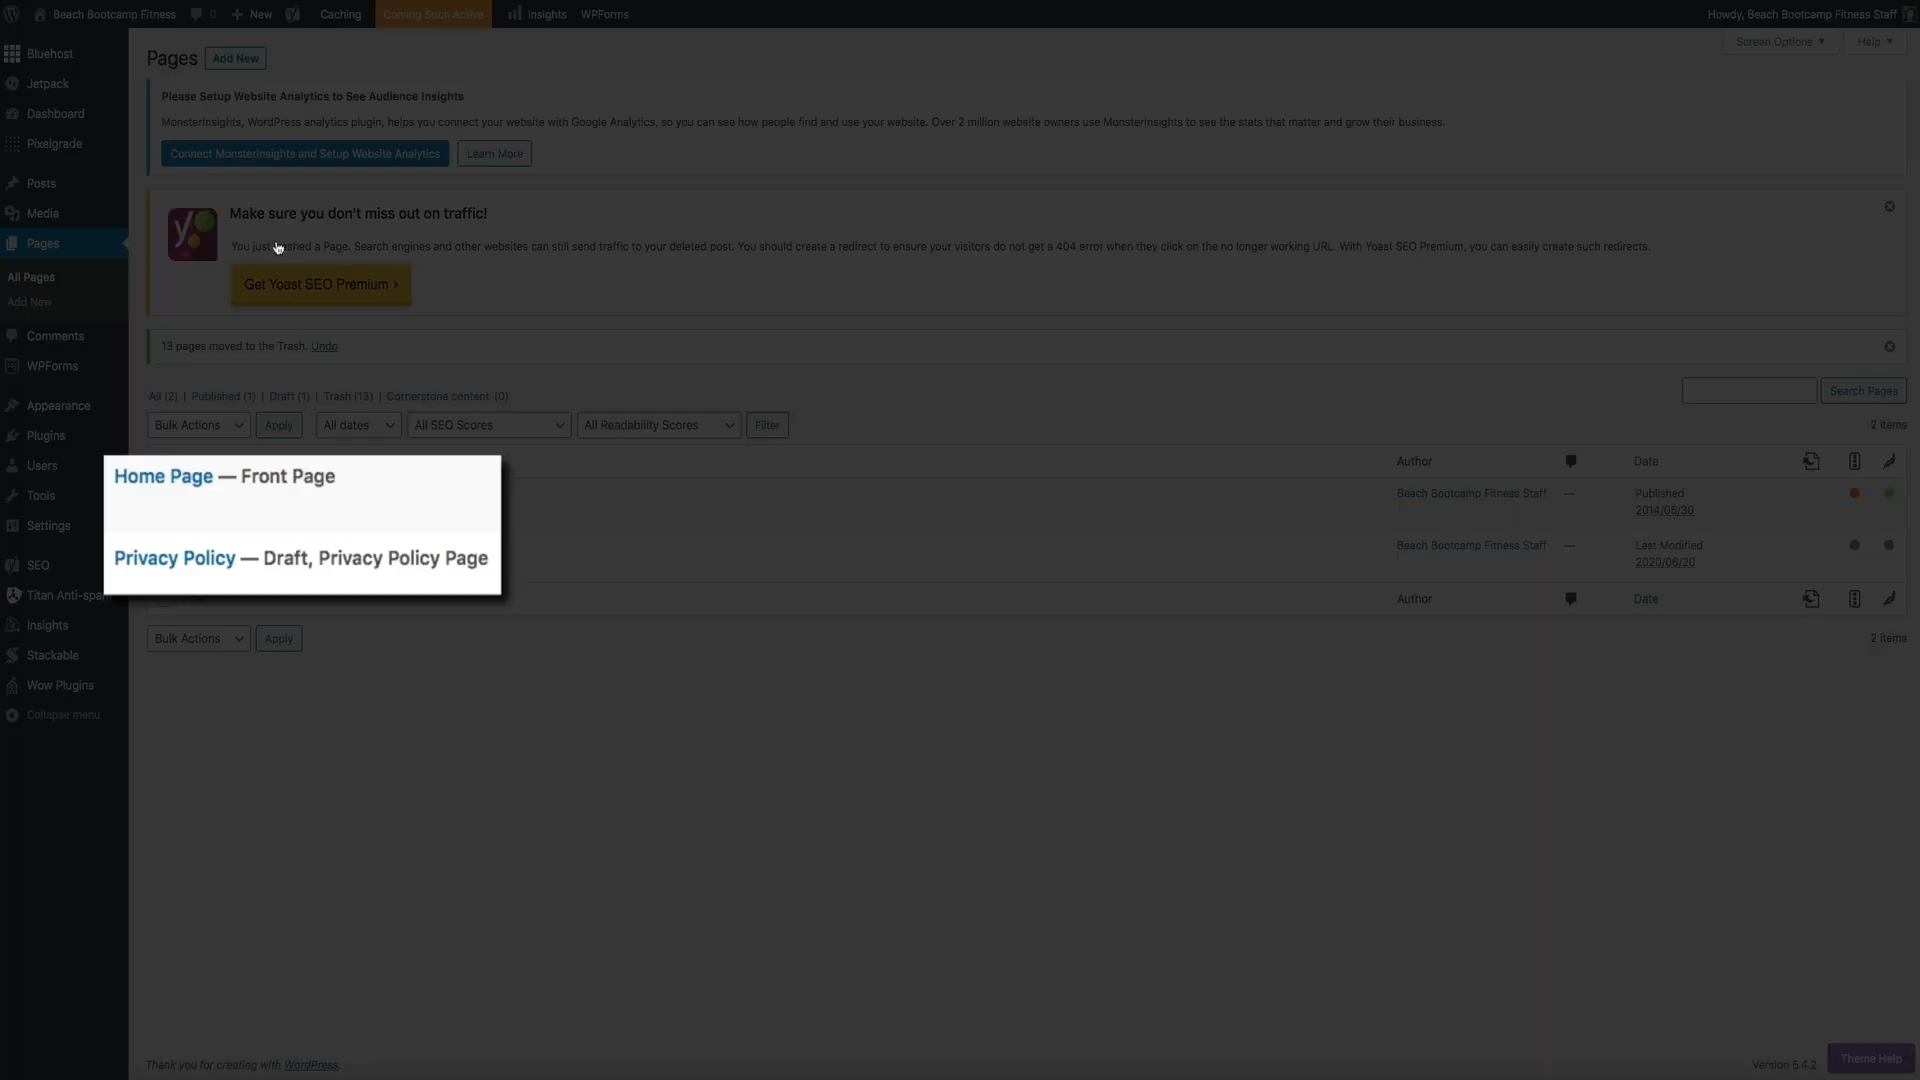 Beach Bootcamp Fitness 0 New Caching Coming Soon Active Insights WPForms Howdy, Beach Bootcamp Fitness Staff
Bluehost
Jetpack
Dashboard
Pixelgrade
Posts
Media
Pages
All Pages
Add New
Comments
WPForms
Appearance
Plugins
Users
Tools
Settings
SEO
Titan Anti-spam
Insights
Stackable
Wow Plugins
Collapse menu
Screen Options Help
Pages Add New
Please Setup Website Analytics to See Audience Insights
MonsterInsights, WordPress analytics plugin, helps you connect your website with Google Analytics, so you can see how people find and use your website. Over 2 million website owners use MonsterInsights to see the stats that matter and grow their business.
Connect MonsterInsights and Setup Website Analytics Learn More
Make sure you don't miss out on traffic!
You just trashed a Page. Search engines and other websites can still send traffic to your deleted post. You should create a redirect to ensure your visitors do not get a 404 error when they click on the no longer working URL. With Yoast SEO Premium, you can easily create such redirects.
Get Yoast SEO Premium »
13 pages moved to the Trash. Undo
All (2) | Published (1) | Draft (1) | Trash (13) | Cornerstone content (0)
Search Pages
Bulk Actions Apply All dates All SEO Scores All Readability Scores Filter 2 items
Author Date
Home Page — Front Page
Beach Bootcamp Fitness Staff — Published
2014/05/30
Privacy Policy — Draft, Privacy Policy Page
Beach Bootcamp Fitness Staff — Last Modified
2020/06/20
Author Date
Bulk Actions Apply 2 items
Thank you for creating with WordPress.
Version 5.4.2
Theme Help